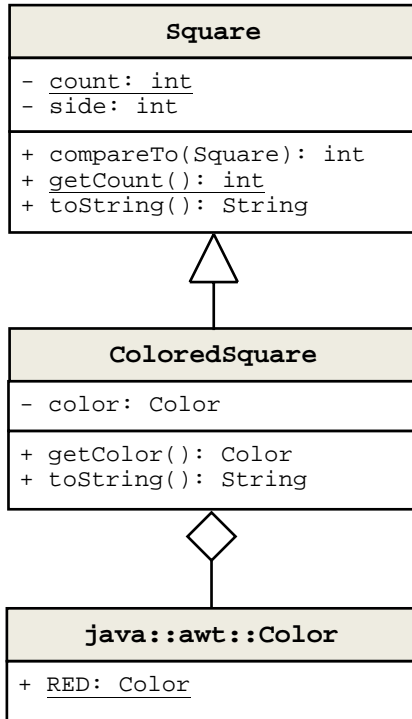 Square
- count: int
- side: int
+ compareTo(Square): int
+ getCount(): int
+ toString(): String
ColoredSquare
- color: Color
+ getColor(): Color
+ toString(): String
java::awt::Color
+ RED: Color